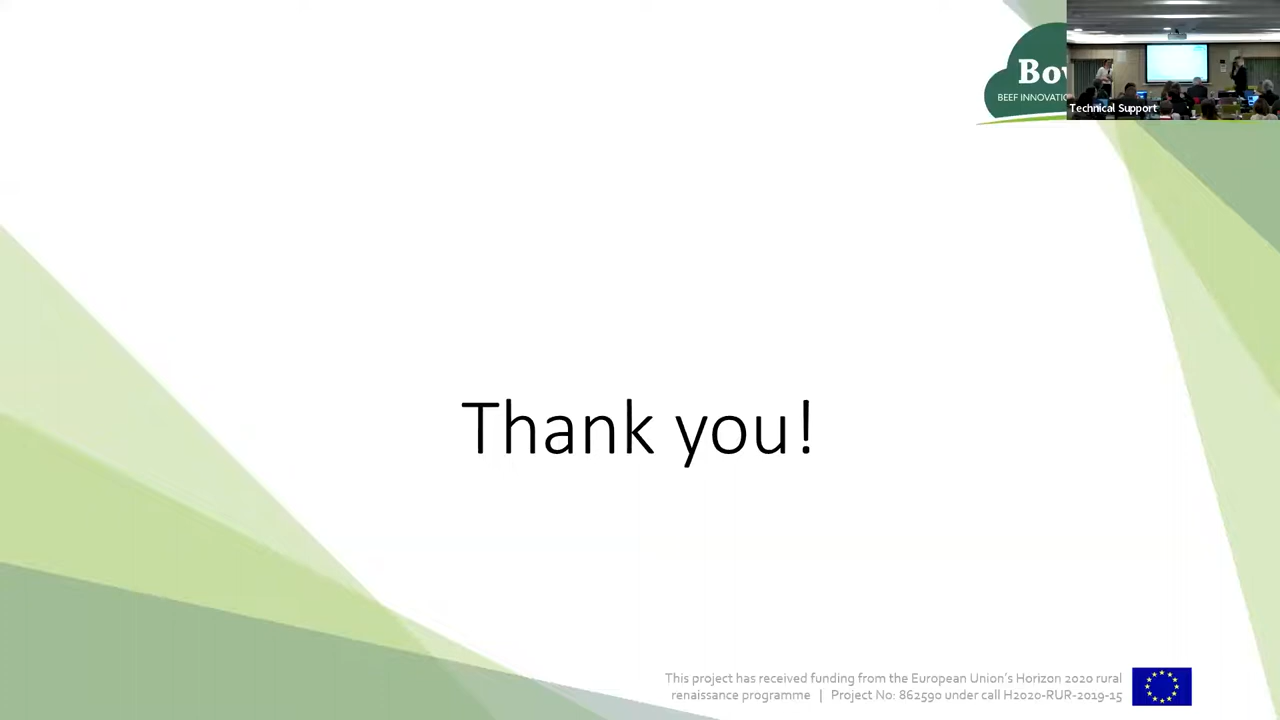 Bov
BEEF INNOVATIO
Technical Support
Thank you!
This project has received funding from the European Union's Horizon 2020 rural
renaissance programme | Project No: 862590 under call H2020-RUR-2019-15